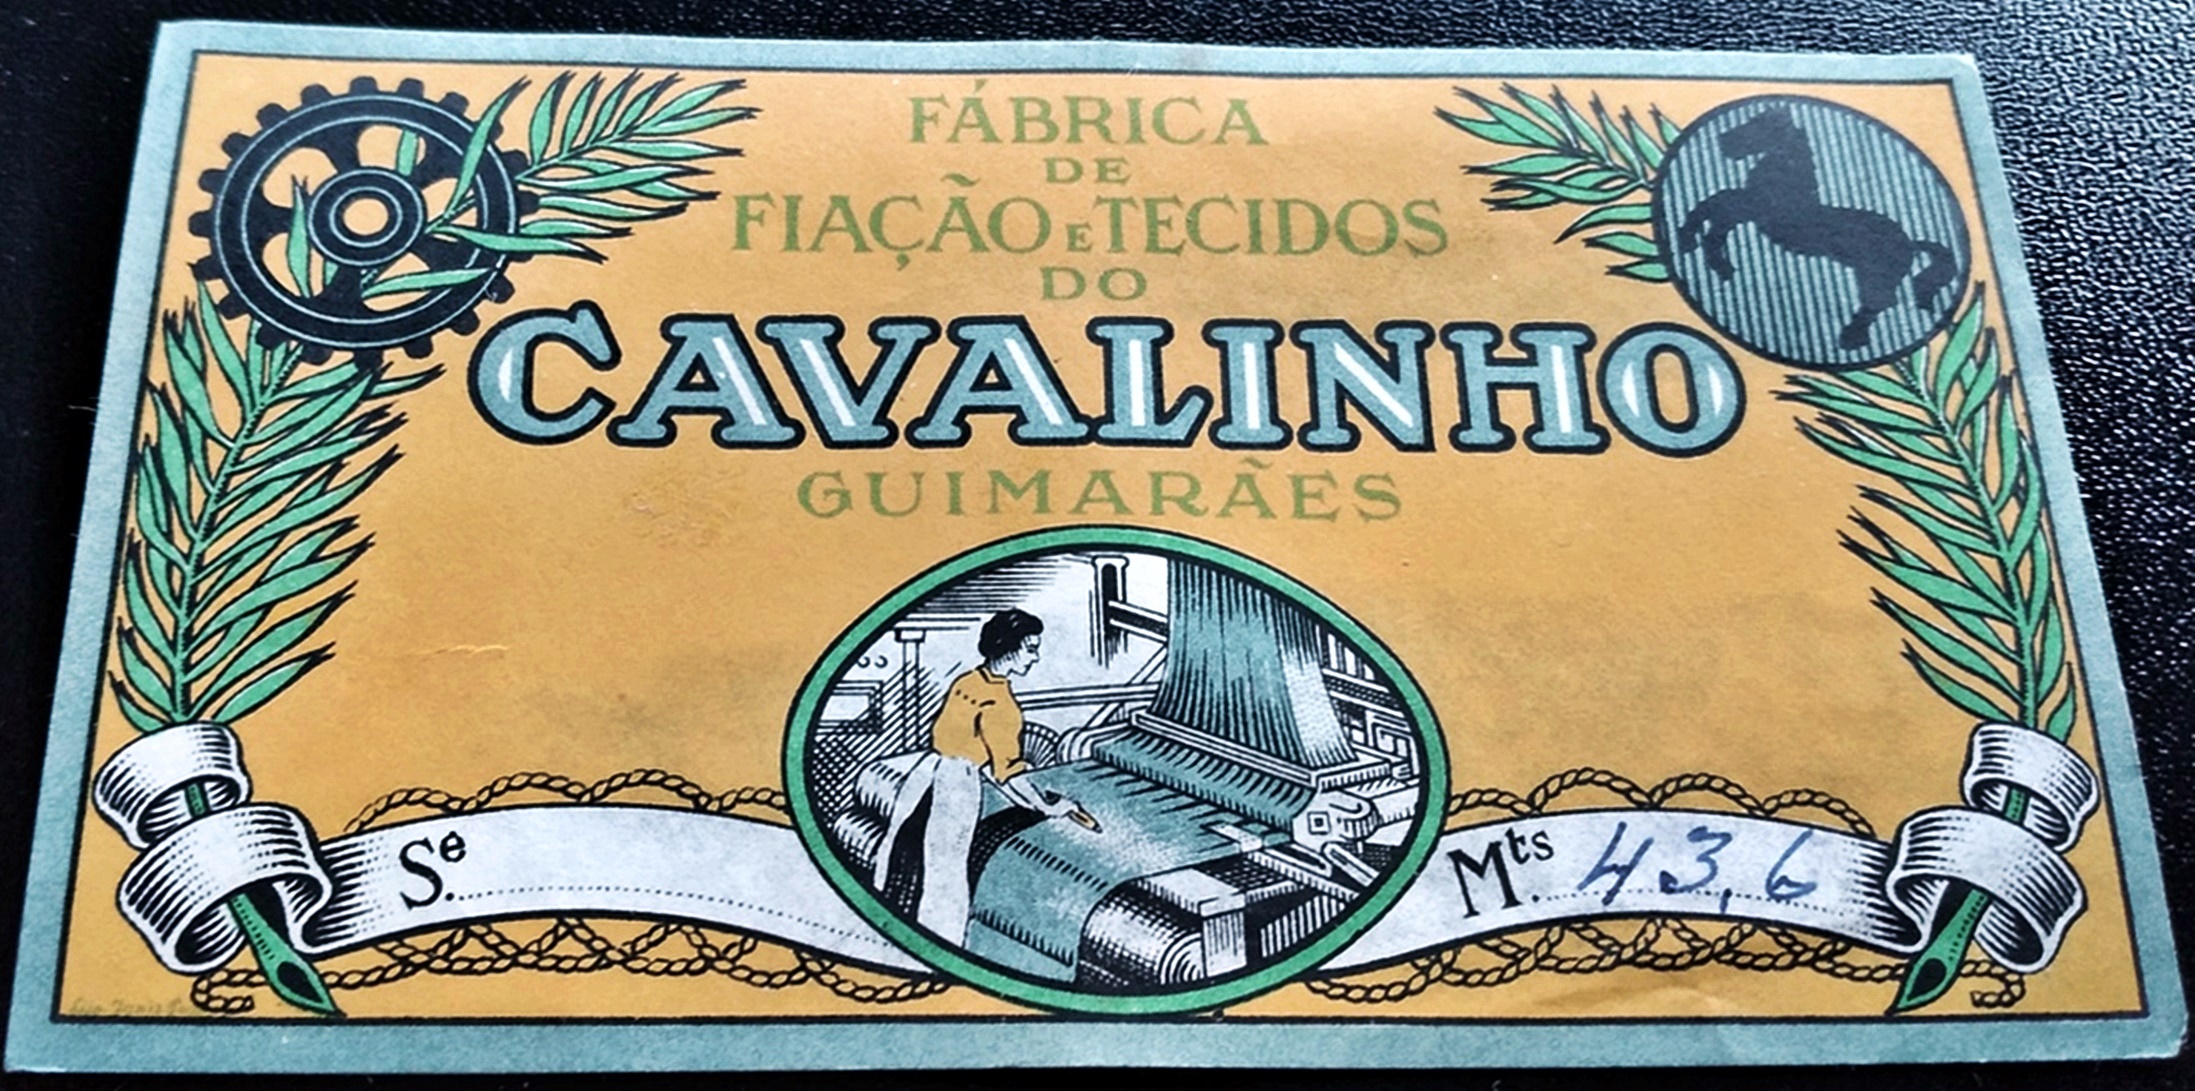 FÁBRICA
DE
FIAÇÃO E TECIDOS
DO
CAVALINHO
GUIMARÃES
Sᵉ. Mᵗˢ. 43,6